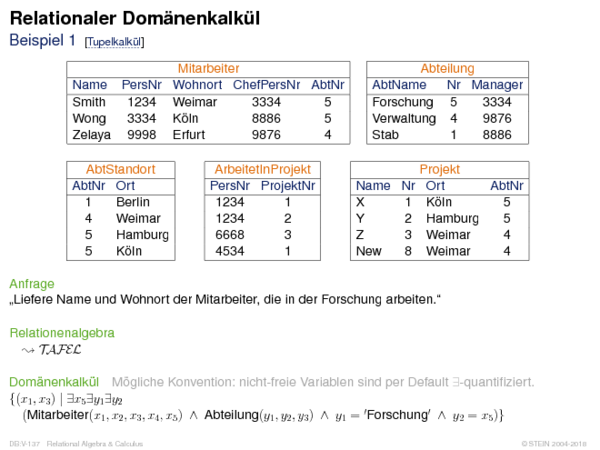 Relationaler Domänenkalkül
Beispiel 1 [Tupelkalkül]
Mitarbeiter
Name PersNr Wohnort ChefPersNr AbtNr
Smith 1234 Weimar 3334 5
Wong 3334 Köln 8886 5
Zelaya 9998 Erfurt 9876 4
Abteilung
AbtName Nr Manager
Forschung 5 3334
Verwaltung 4 9876
Stab 1 8886
AbtStandort
AbtNr Ort
1 Berlin
4 Weimar
5 Hamburg
5 Köln
ArbeitetInProjekt
PersNr ProjektNr
1234 1
1234 2
6668 3
4534 1
Projekt
Name Nr Ort AbtNr
X 1 Köln 5
Y 2 Hamburg 5
Z 3 Weimar 4
New 8 Weimar 4
Anfrage
„Liefere Name und Wohnort der Mitarbeiter, die in der Forschung arbeiten.“
Relationenalgebra
⇝ TAFEL
Domänenkalkül Mögliche Konvention: nicht-freie Variablen sind per Default ∃-quantifiziert.
{(x₁, x₃) | ∃x₅∃y₁∃y₂
(Mitarbeiter(x₁, x₂, x₃, x₄, x₅) ∧ Abteilung(y₁, y₂, y₃) ∧ y₁ = ′Forschung′ ∧ y₂ = x₅)}
DB:V-137 Relational Algebra & Calculus
© STEIN 2004-2018